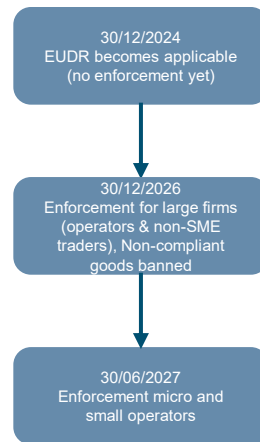 30/12/2024
EUDR becomes applicable
(no enforcement yet)
30/12/2026
Enforcement for large firms
(operators & non-SME
traders), Non-compliant
goods banned
30/06/2027
Enforcement micro and
small operators